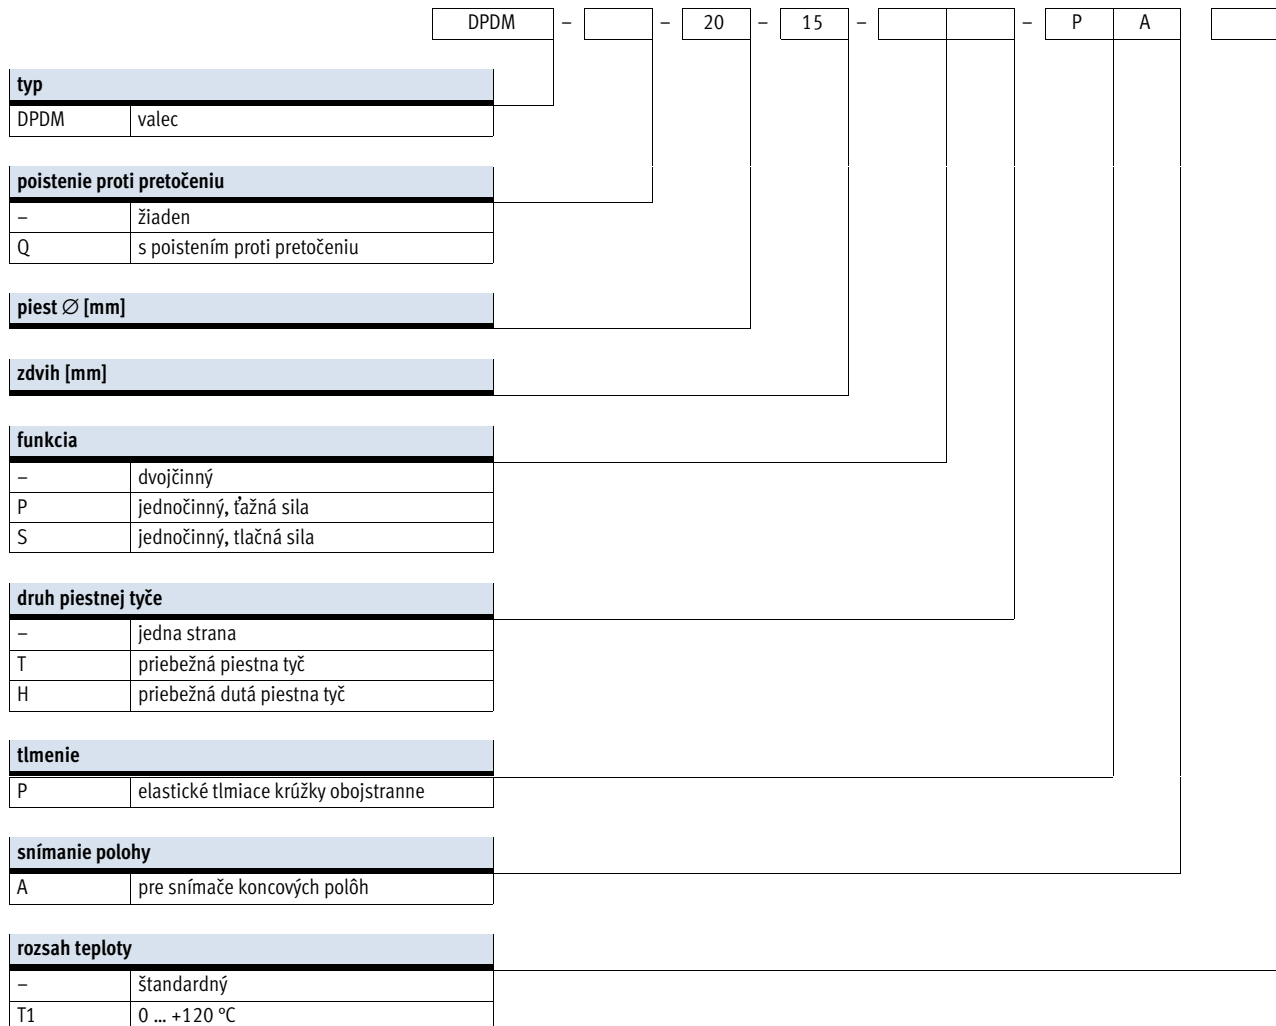 DPDM – – 20 – 15 – – P A
typ
DPDM valec
poistenie proti pretočeniu
– žiaden
Q s poistením proti pretočeniu
piest ∅ [mm]
zdvih [mm]
funkcia
– dvojčinný
P jednočinný, ťažná sila
S jednočinný, tlačná sila
druh piestnej tyče
– jedna strana
T priebežná piestna tyč
H priebežná dutá piestna tyč
tlmenie
P elastické tlmiace krúžky obojstranne
snímanie polohy
A pre snímače koncových polôh
rozsah teploty
– štandardný
T1 0 ... +120 °C